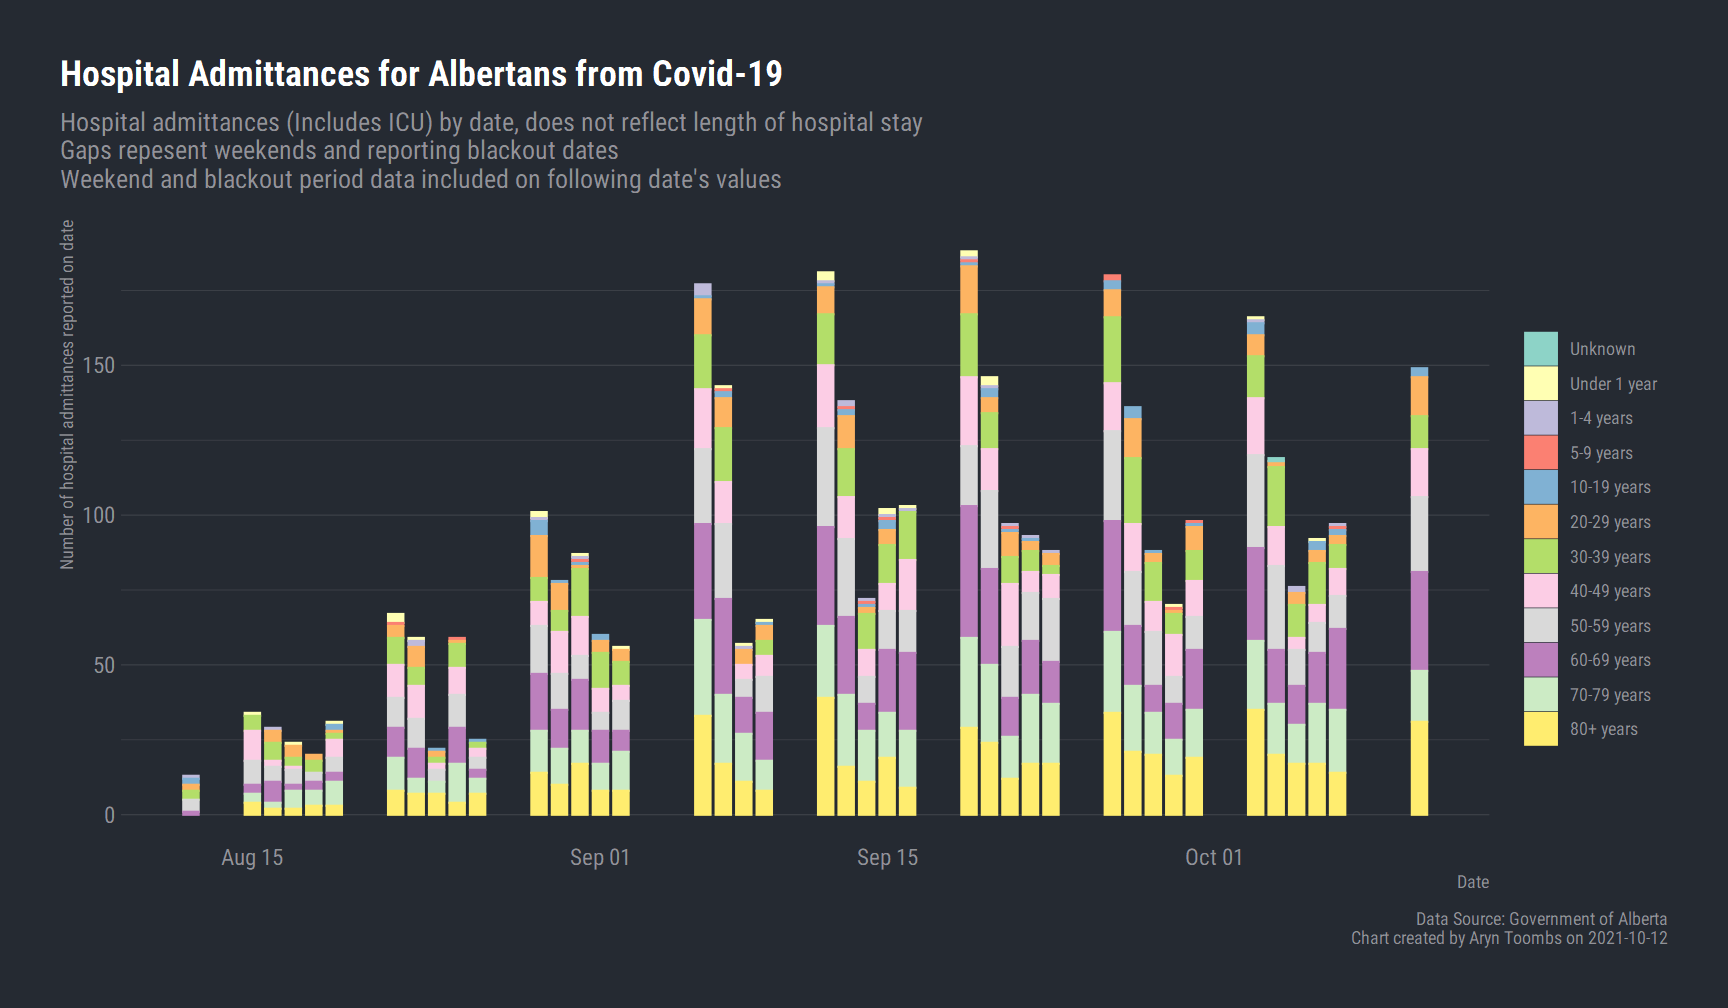 Hospital Admittances for Albertans from Covid-19
Hospital admittances (Includes ICU) by date, does not reflect length of hospital stay
Gaps repesent weekends and reporting blackout dates
Weekend and blackout period data included on following date's values
Number of hospital admittances reported on date
150
100
50
0
Aug 15
Sep 01
Sep 15
Oct 01
Date
Unknown
Under 1 year
1-4 years
5-9 years
10-19 years
20-29 years
30-39 years
40-49 years
50-59 years
60-69 years
70-79 years
80+ years
Data Source: Government of Alberta
Chart created by Aryn Toombs on 2021-10-12